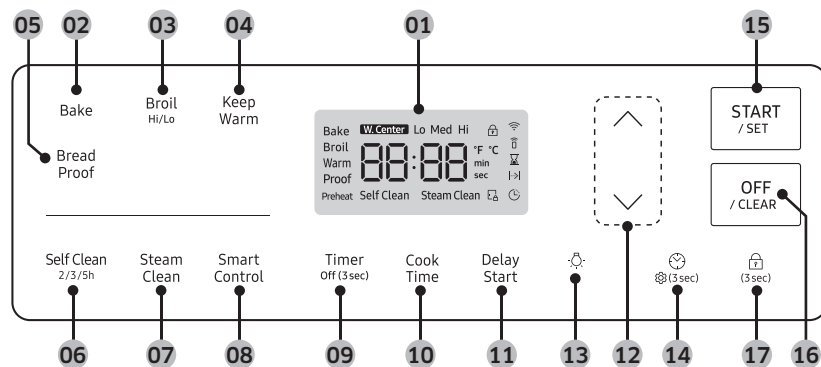 05 02 03 04 01 15
Bake
Broil
Hi/Lo
Keep
Warm
Bread
Proof
Bake W. Center Lo Med Hi
Broil 88:88 °F °C
Warm min
Proof sec
Preheat Self Clean Steam Clean
START
/ SET
OFF
/ CLEAR
Self Clean
2/3/5h
Steam
Clean
Smart
Control
Timer
Off (3 sec)
Cook
Time
Delay
Start
(3 sec)
(3 sec)
06 07 08 09 10 11 13 12 14 17 16